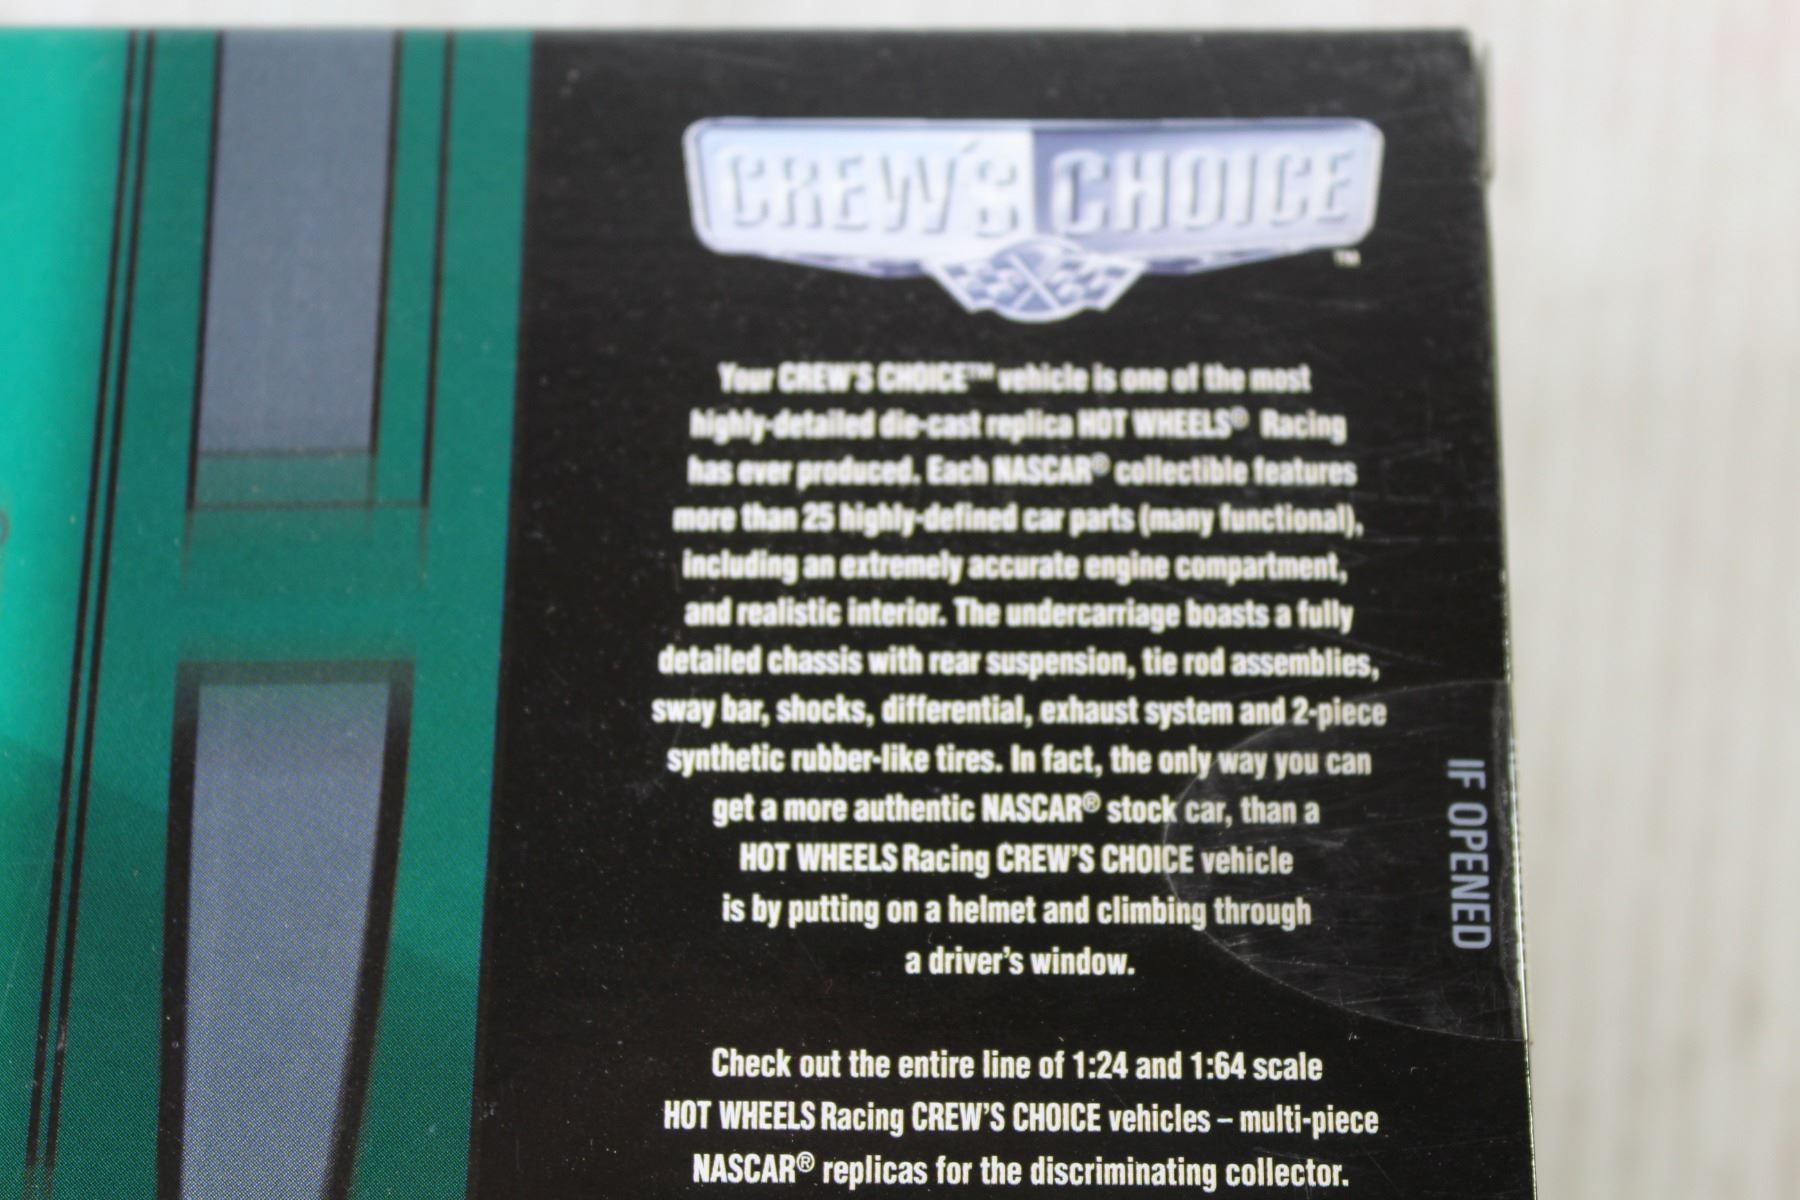 CREW'S CHOICE
TM
Your CREW'S CHOICE™ vehicle is one of the most
highly-detailed die-cast replica HOT WHEELS® Racing
has ever produced. Each NASCAR® collectible features
more than 25 highly-defined car parts (many functional),
including an extremely accurate engine compartment,
and realistic interior. The undercarriage boasts a fully
detailed chassis with rear suspension, tie rod assemblies,
sway bar, shocks, differential, exhaust system and 2-piece
synthetic rubber-like tires. In fact, the only way you can
get a more authentic NASCAR® stock car, than a
HOT WHEELS Racing CREW'S CHOICE vehicle
is by putting on a helmet and climbing through
a driver's window.
Check out the entire line of 1:24 and 1:64 scale
HOT WHEELS Racing CREW'S CHOICE vehicles – multi-piece
NASCAR® replicas for the discriminating collector.
IF OPENED